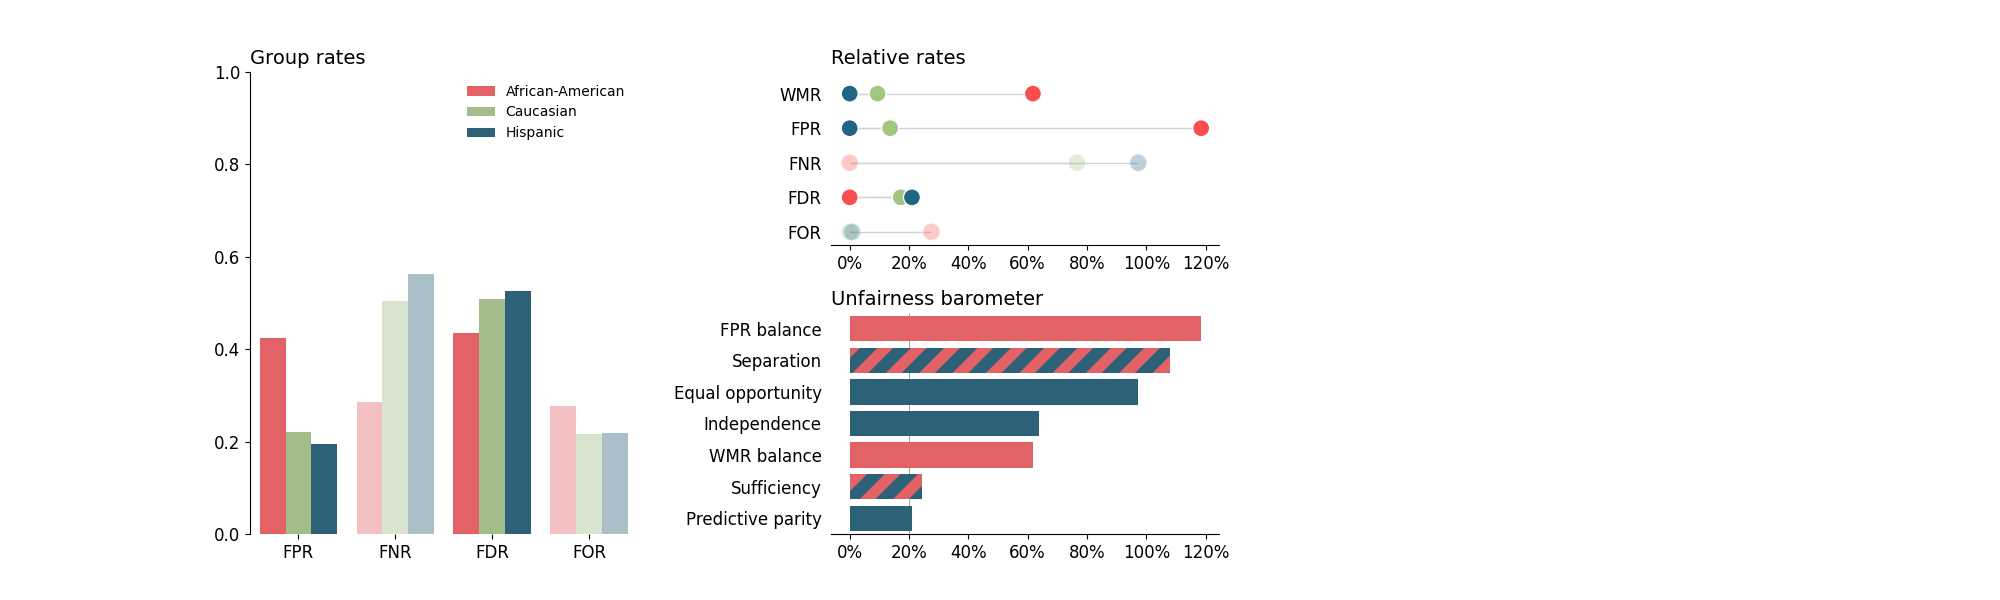 Group rates
1.0
0.8
0.6
0.4
0.2
0.0
African-American
Caucasian
Hispanic
FPR FNR FDR FOR
Relative rates
WMR
FPR
FNR
FDR
FOR
0% 20% 40% 60% 80% 100% 120%
Unfairness barometer
FPR balance
Separation
Equal opportunity
Independence
WMR balance
Sufficiency
Predictive parity
0% 20% 40% 60% 80% 100% 120%